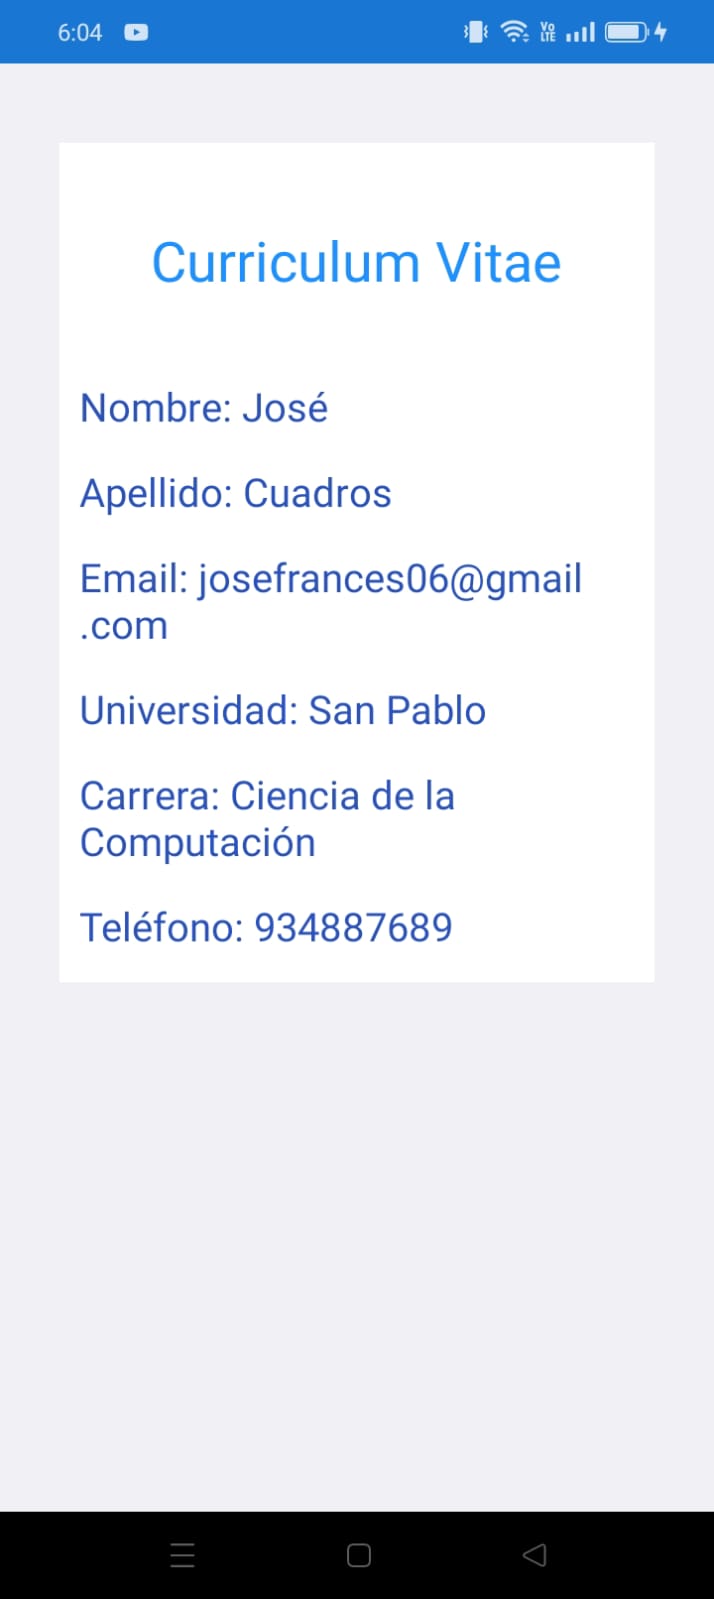 6:04
Vo
LTE
Curriculum Vitae
Nombre: José
Apellido: Cuadros
Email: josefrances06@gmail
.com
Universidad: San Pablo
Carrera: Ciencia de la
Computación
Teléfono: 934887689